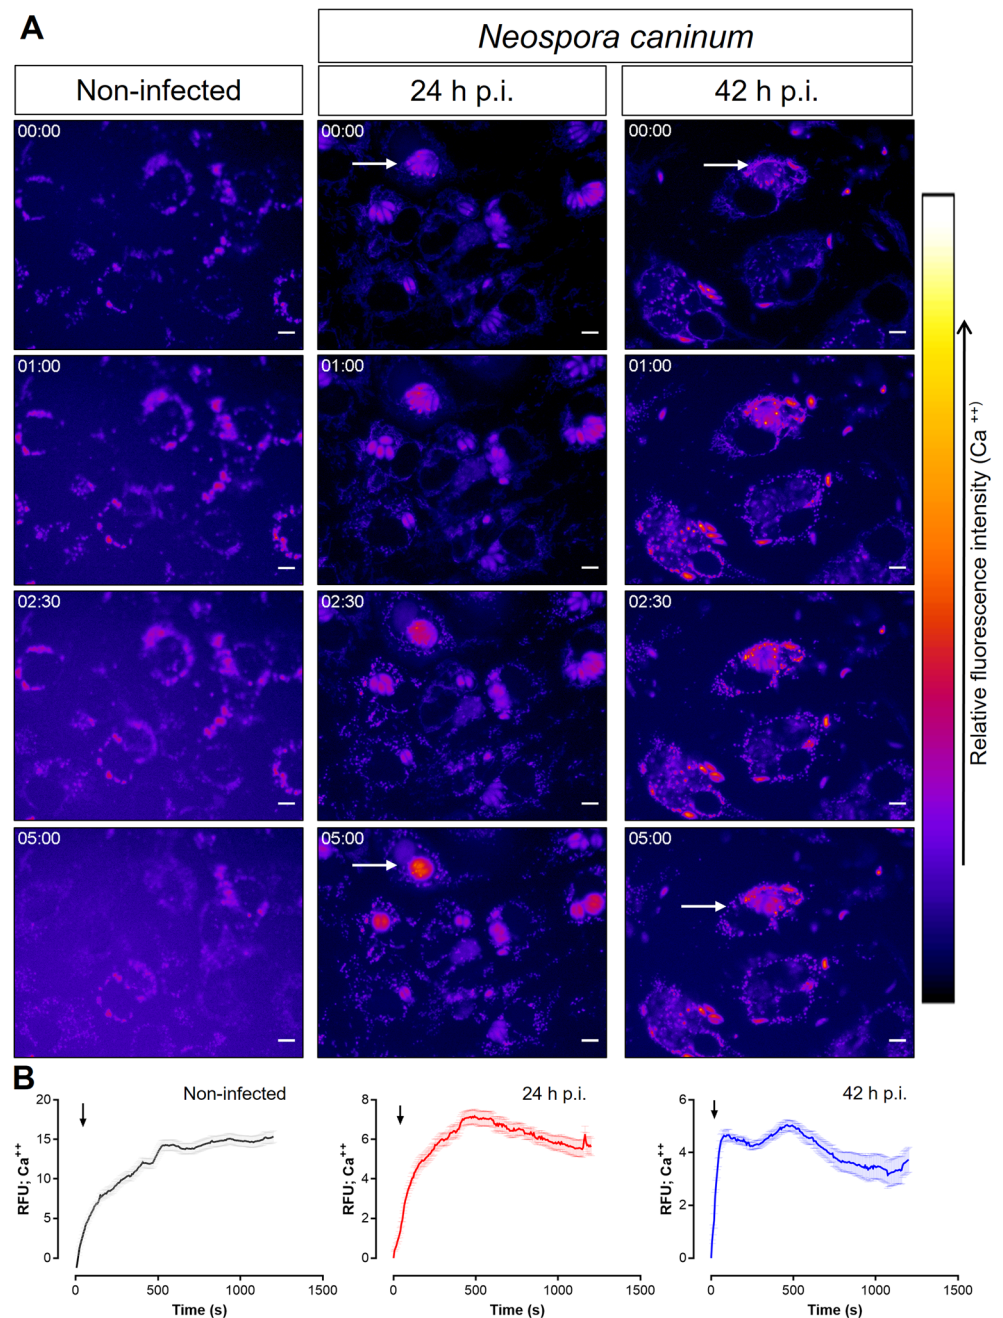 A
Neospora caninum
Non-infected
24 h p.i.
42 h p.i.
00:00
00:00
00:00
01:00
01:00
01:00
02:30
02:30
02:30
05:00
05:00
05:00
Relative fluorescence intensity (Ca ++)
B
Non-infected
RFU; Ca++
20
15
10
5
0
0
500
1000
1500
Time (s)
24 h p.i.
RFU; Ca++
8
6
4
2
0
0
500
1000
1500
Time (s)
42 h p.i.
RFU; Ca++
6
4
2
0
0
500
1000
1500
Time (s)